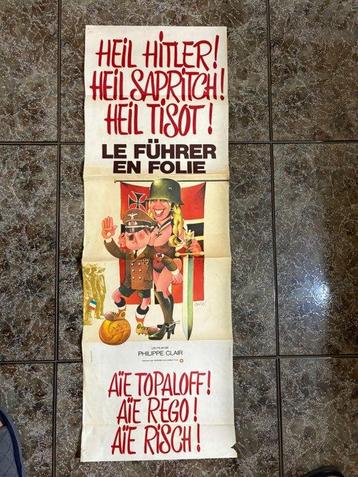 HEIL HITLER!
HEIL SAPRITCH!
HEIL TISOT!
LE FÜHRER
EN FOLIE
UN FILM DE
PHILIPPE CLAIR
AÏE TOPALOFF!
AÏE REGO!
AÏE RISCH!